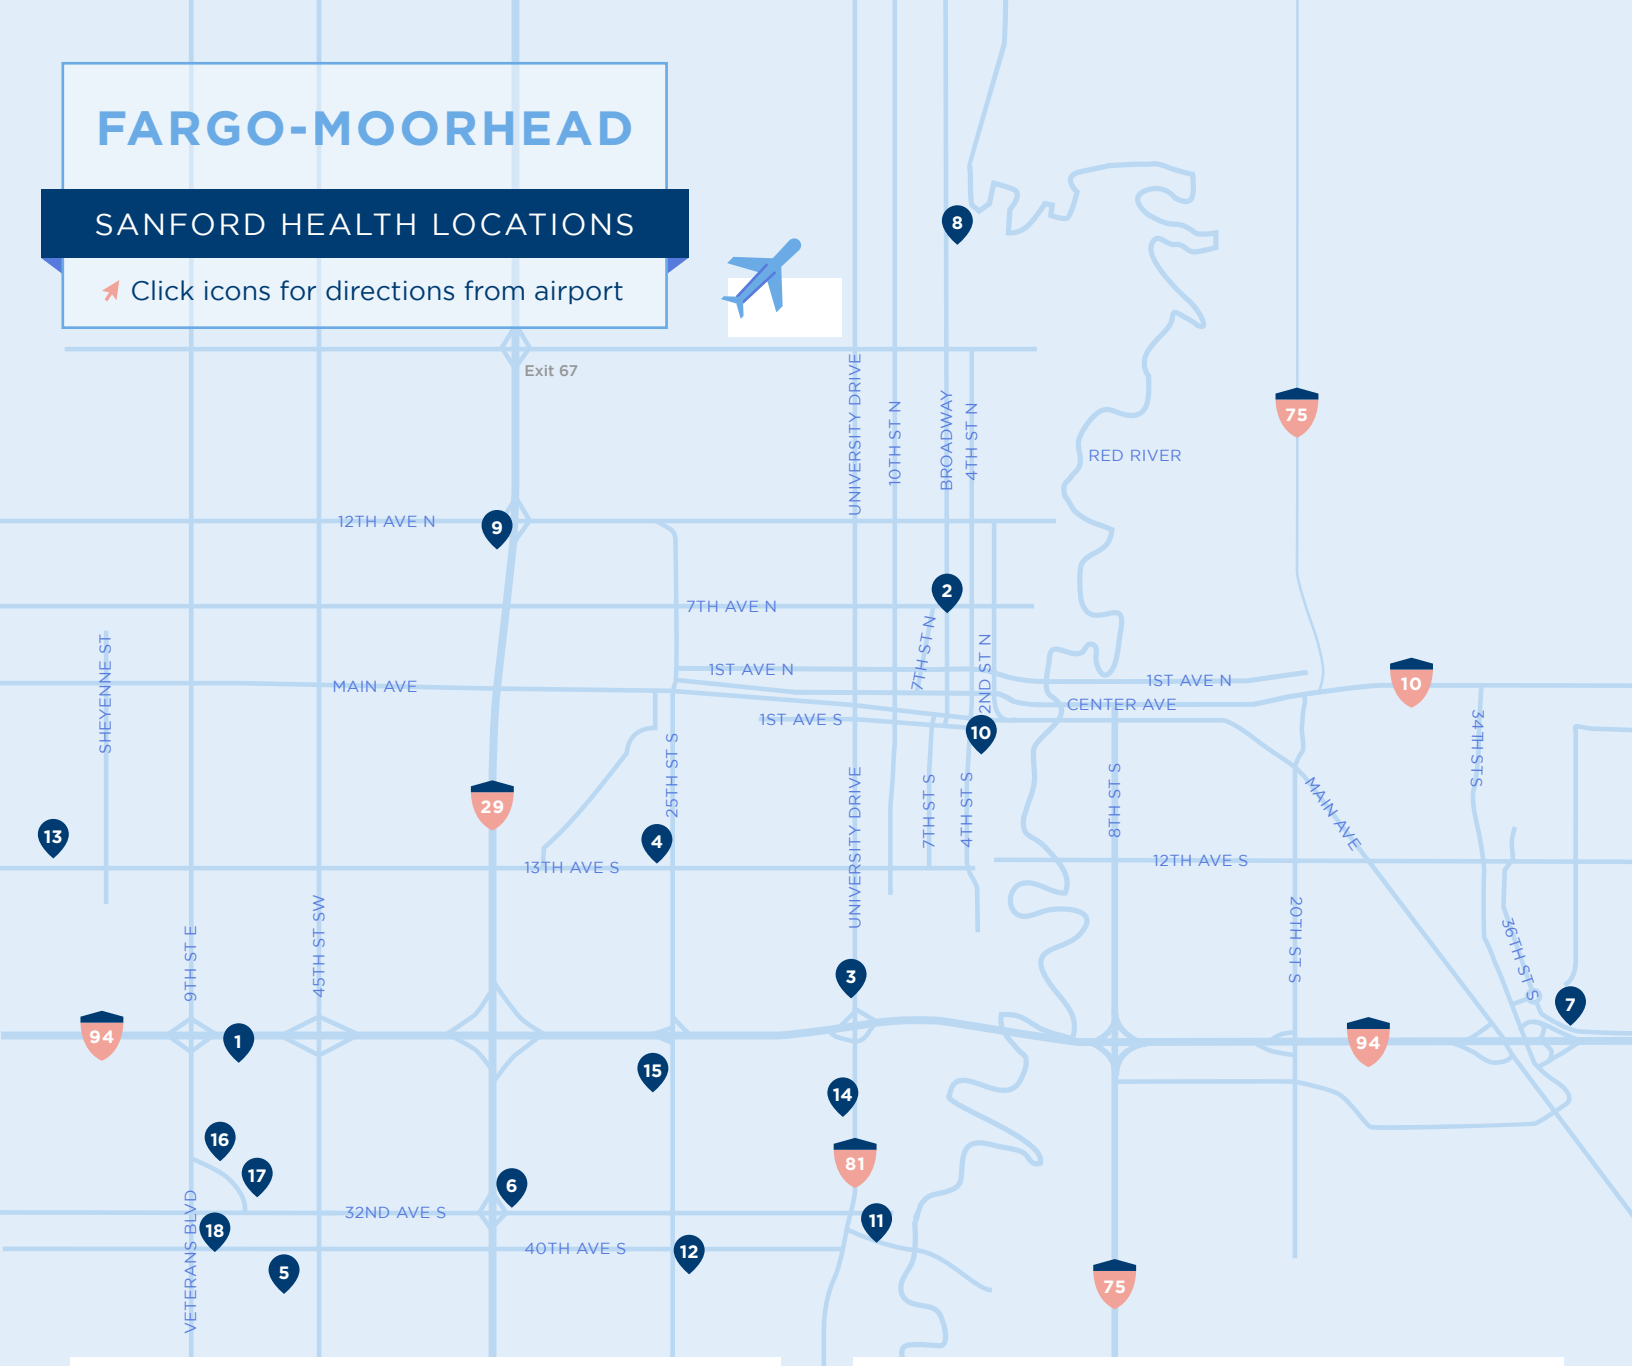 FARGO-MOORHEAD
SANFORD HEALTH LOCATIONS
Click icons for directions from airport
8
Exit 67
UNIVERSITY DRIVE
10TH ST N
BROADWAY
4TH ST N
75
RED RIVER
12TH AVE N
9
2
7TH AVE N
7TH ST N
2ND ST N
SHEYENNE ST
1ST AVE N
1ST AVE N
MAIN AVE
10
CENTER AVE
1ST AVE S
10
34TH ST S
25TH ST S
29
UNIVERSITY DRIVE
7TH ST S
4TH ST S
8TH ST S
MAIN AVE
13
4
13TH AVE S
12TH AVE S
9TH ST E
45TH ST SW
20TH ST S
36TH ST S
3
7
94
1
94
15
14
16
17
81
6
VETERANS BLVD
32ND AVE S
18
11
40TH AVE S
12
5
75